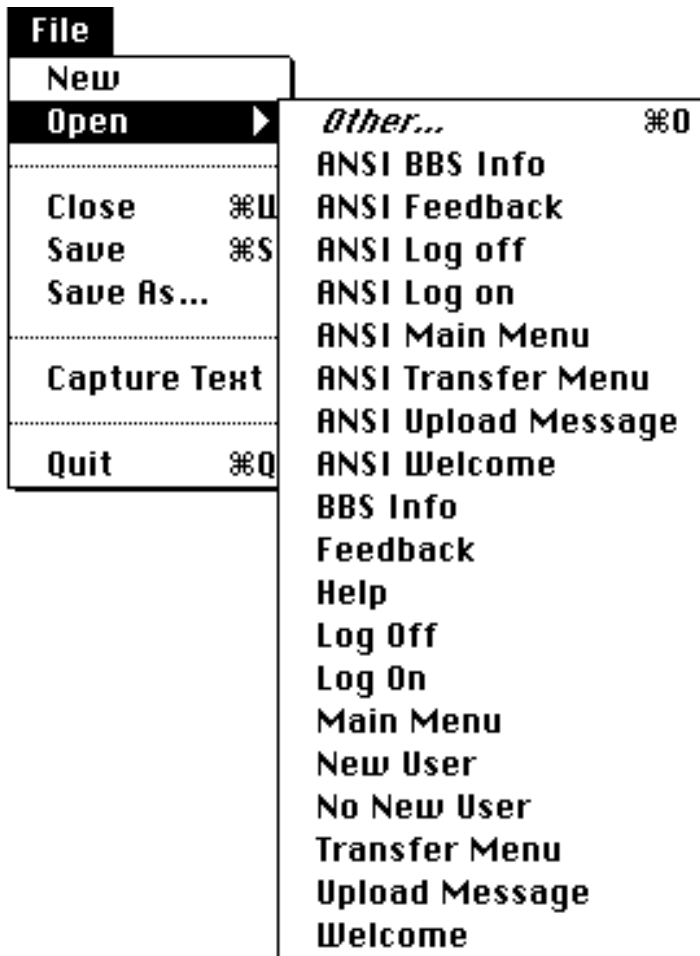 File
New
Open
Close ⌘W
Save ⌘S
Save As...
Capture Text
Quit ⌘Q
Other... ⌘O
ANSI BBS Info
ANSI Feedback
ANSI Log off
ANSI Log on
ANSI Main Menu
ANSI Transfer Menu
ANSI Upload Message
ANSI Welcome
BBS Info
Feedback
Help
Log Off
Log On
Main Menu
New User
No New User
Transfer Menu
Upload Message
Welcome